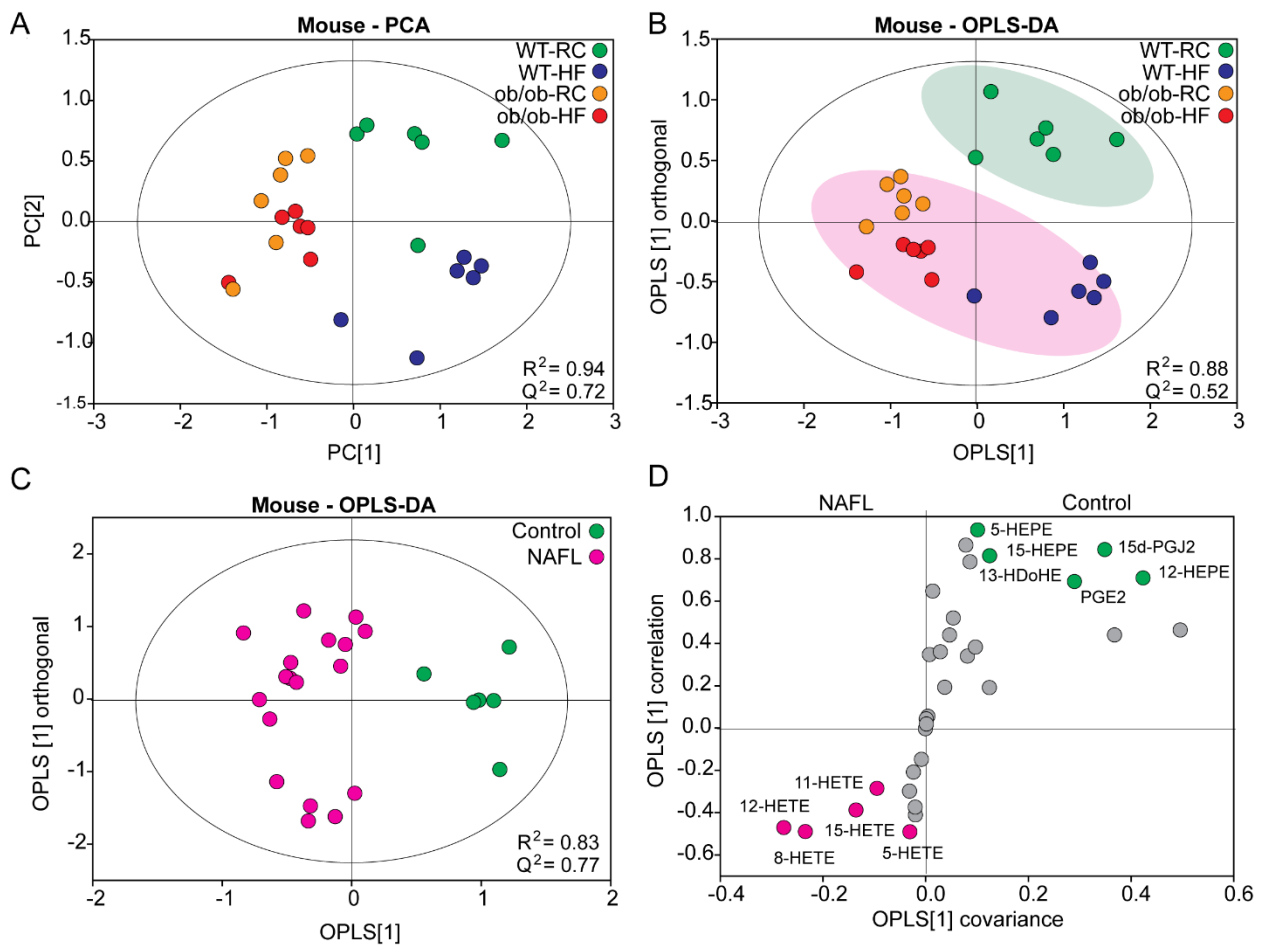 A
Mouse - PCA
1.5
1.0
0.5
0.0
-0.5
-1.0
-1.5
PC[2]
WT-RC
WT-HF
ob/ob-RC
ob/ob-HF
R2 = 0.94
Q2 = 0.72
-3 -2 -1 0 1 2 3
PC[1]
B
Mouse - OPLS-DA
1.5
1.0
0.5
0.0
-0.5
-1.0
-1.5
OPLS [1] orthogonal
WT-RC
WT-HF
ob/ob-RC
ob/ob-HF
R2 = 0.88
Q2 = 0.52
-3 -2 -1 0 1 2 3
OPLS[1]
C
Mouse - OPLS-DA
2
1
0
-1
-2
OPLS [1] orthogonal
Control
NAFL
R2 = 0.83
Q2 = 0.77
-2 -1 0 1 2
OPLS[1]
D
NAFL Control
1.0
0.8
0.6
0.4
0.2
0.0
-0.2
-0.4
-0.6
OPLS [1] correlation
5-HEPE
15-HEPE
15d-PGJ2
13-HDoHE
12-HEPE
PGE2
11-HETE
12-HETE
15-HETE
8-HETE
5-HETE
-0.4 -0.2 0.0 0.2 0.4 0.6
OPLS[1] covariance